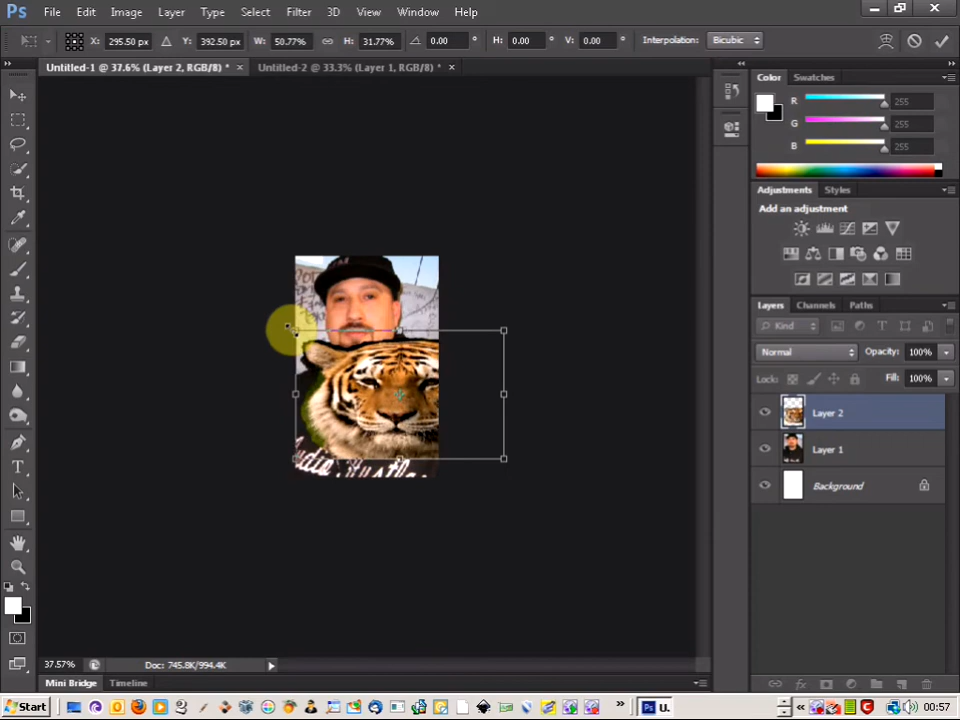 Ps File Edit Image Layer Type Select Filter 3D View Window Help
X: 295.50 px Y: 392.50 px W: 50.77% H: 31.77% 0.00 ° H: 0.00 ° V: 0.00 ° Interpolation: Bicubic
Untitled-1 @ 37.6% (Layer 2, RGB/8) * × Untitled-2 @ 33.3% (Layer 1, RGB/8) * ×
Color Swatches
R 255
G 255
B 255
Adjustments Styles
Add an adjustment
Layers Channels Paths
Kind
Normal Opacity: 100%
Lock: Fill: 100%
Layer 2
Layer 1
Background
T
37.57% Doc: 745.8K/994.4K
Mini Bridge Timeline
Start Ps U. 00:57